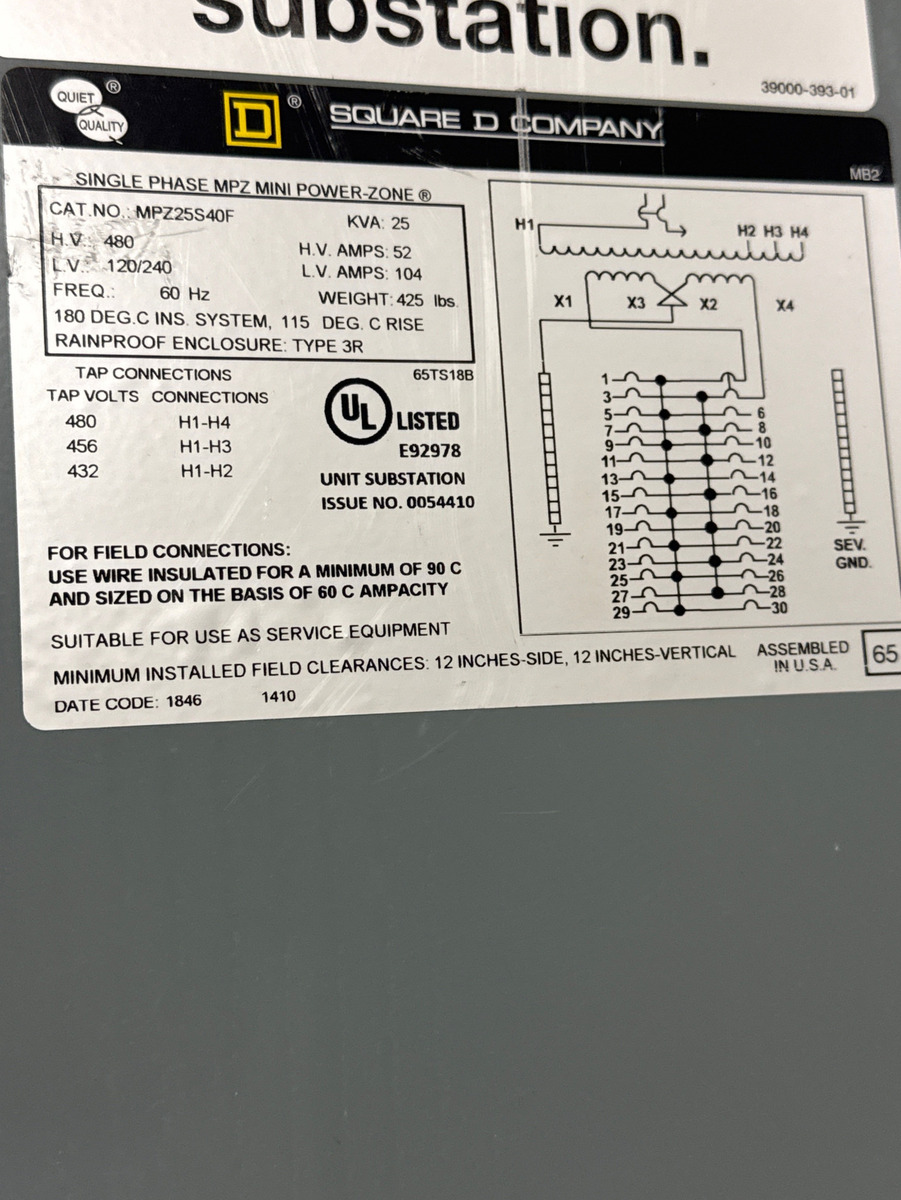 substation.
39000-393-01
QUIET
QUALITY
®
D
®
SQUARE D COMPANY
MB2
SINGLE PHASE MPZ MINI POWER-ZONE ®
CAT.NO.: MPZ25S40F KVA: 25
H.V.: 480 H.V. AMPS: 52
L.V.: 120/240 L.V. AMPS: 104
FREQ.: 60 Hz WEIGHT: 425 lbs.
180 DEG.C INS. SYSTEM, 115 DEG. C RISE
RAINPROOF ENCLOSURE: TYPE 3R
TAP CONNECTIONS
TAP VOLTS CONNECTIONS
480 H1-H4
456 H1-H3
432 H1-H2
65TS18B
UL LISTED
E92978
UNIT SUBSTATION
ISSUE NO. 0054410
H1 H2 H3 H4
X1 X3 X2 X4
1
3
5 6
7 8
9 10
11 12
13 14
15 16
17 18
19 20
21 22
23 24
25 26
27 28
29 30
SEV.
GND.
FOR FIELD CONNECTIONS:
USE WIRE INSULATED FOR A MINIMUM OF 90 C
AND SIZED ON THE BASIS OF 60 C AMPACITY
SUITABLE FOR USE AS SERVICE EQUIPMENT
MINIMUM INSTALLED FIELD CLEARANCES: 12 INCHES-SIDE, 12 INCHES-VERTICAL
ASSEMBLED
IN U.S.A.
65
DATE CODE: 1846 1410